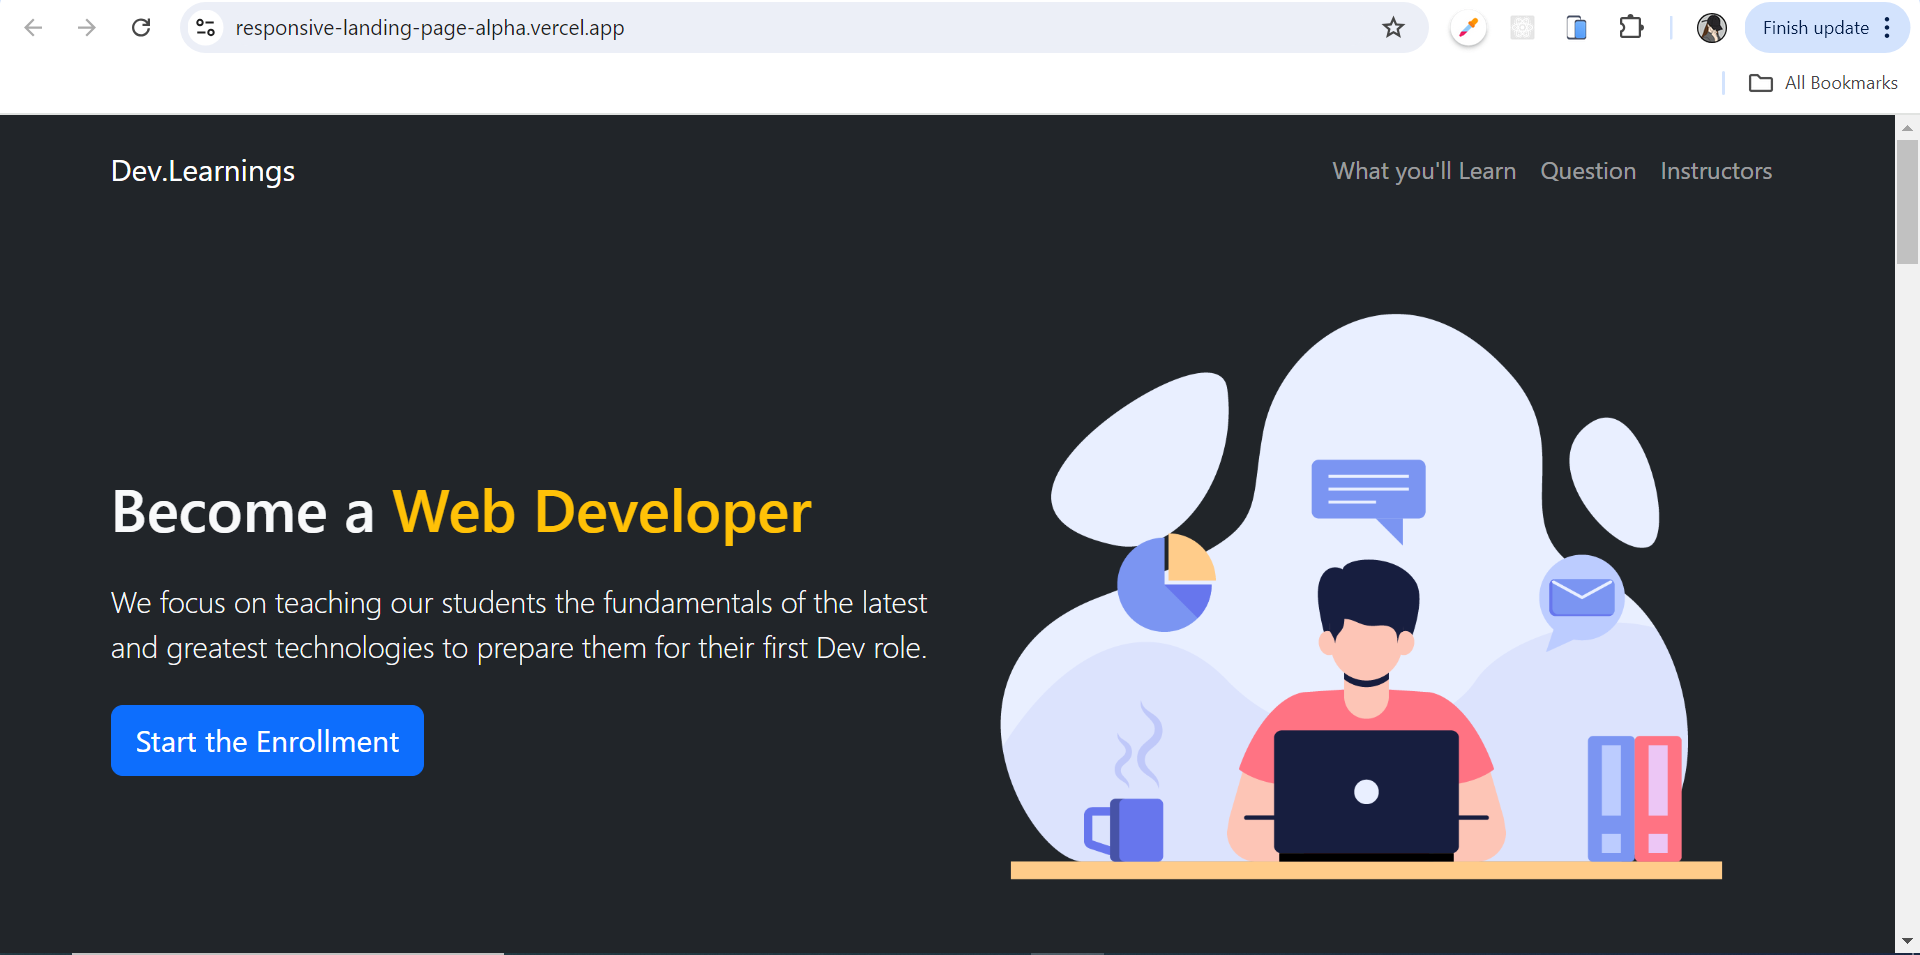 responsive-landing-page-alpha.vercel.app
Finish update
All Bookmarks
Dev.Learnings
What you'll Learn
Question
Instructors
Become a Web Developer
We focus on teaching our students the fundamentals of the latest
and greatest technologies to prepare them for their first Dev role.
Start the Enrollment